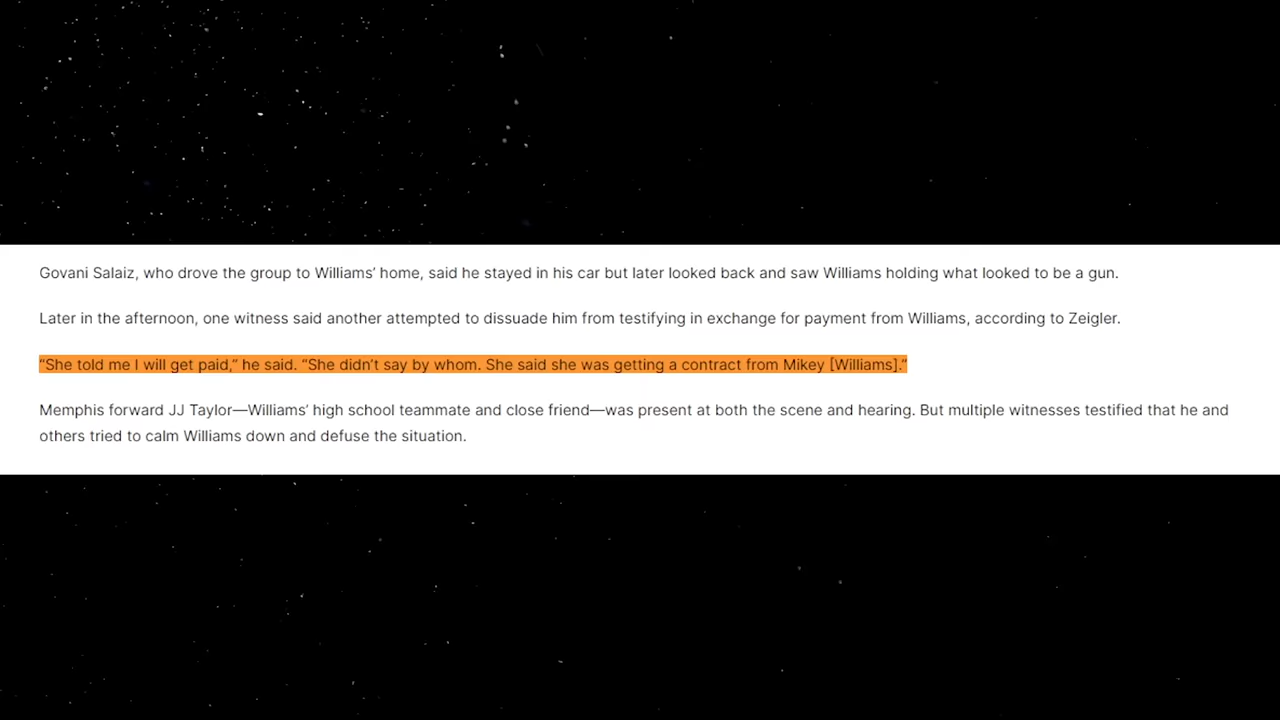 Govani Salaiz, who drove the group to Williams’ home, said he stayed in his car but later looked back and saw Williams holding what looked to be a gun.
Later in the afternoon, one witness said another attempted to dissuade him from testifying in exchange for payment from Williams, according to Zeigler.
“She told me I will get paid,” he said. “She didn’t say by whom. She said she was getting a contract from Mikey [Williams].”
Memphis forward JJ Taylor—Williams’ high school teammate and close friend—was present at both the scene and hearing. But multiple witnesses testified that he and
others tried to calm Williams down and defuse the situation.